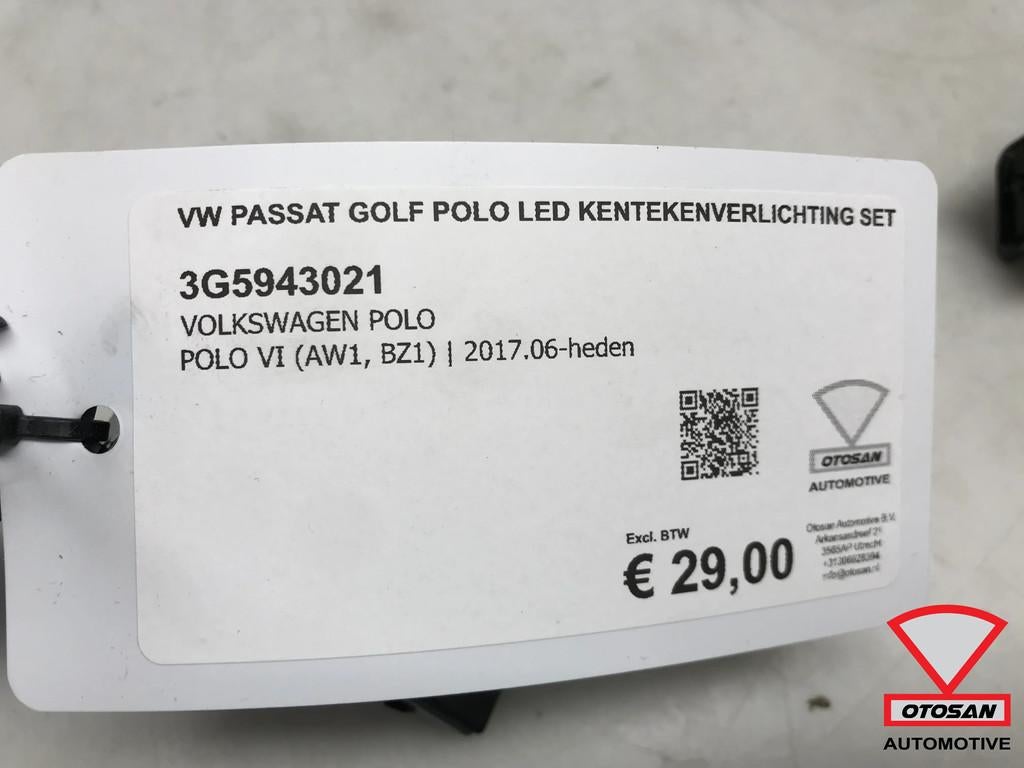 VW PASSAT GOLF POLO LED KENTEKENVERLICHTING SET
3G5943021
VOLKSWAGEN POLO
POLO VI (AW1, BZ1) | 2017.06-heden
OTOSAN
AUTOMOTIVE
Excl. BTW
€ 29,00
Otosan Automotive B.V.
Utrecht
OTOSAN
AUTOMOTIVE